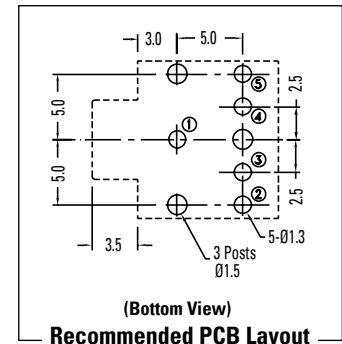 3.0
5.0
5.0
5.0
2.5
2.5
①
⑤
④
③
②
3.5
3 Posts
Ø1.5
5-Ø1.3
(Bottom View)
Recommended PCB Layout